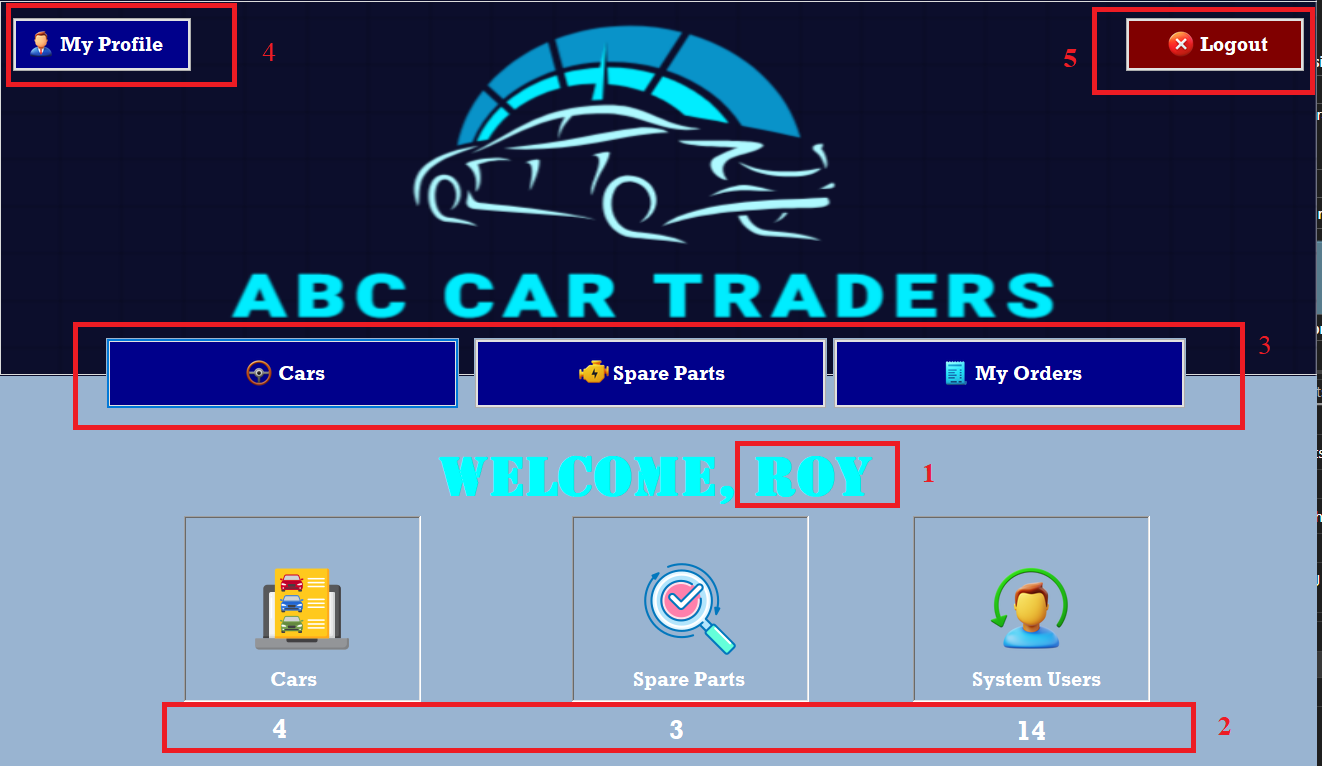 My Profile
4
5
Logout
ABC CAR TRADERS
3
Cars
Spare Parts
My Orders
WELCOME, ROY
1
Cars
Spare Parts
System Users
4
3
14
2